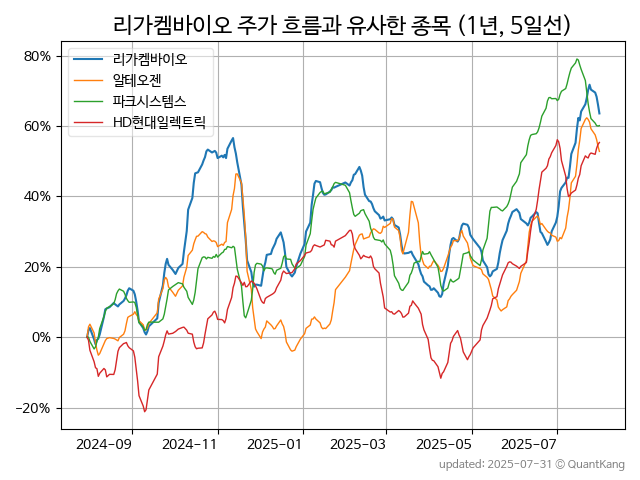 리가켐바이오 주가 흐름과 유사한 종목 (1년, 5일선)
80%
60%
40%
20%
0%
−20%
리가켐바이오
알테오젠
파크시스템스
HD현대일렉트릭
2024−09
2024−11
2025−01
2025−03
2025−05
2025−07
updated: 2025-07-31 © QuantKang